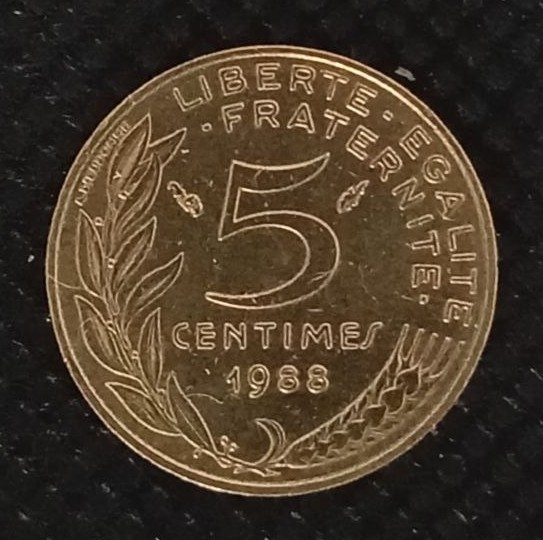 LIBERTE · EGALITE
· FRATERNITE ·
5
CENTIMES
1988